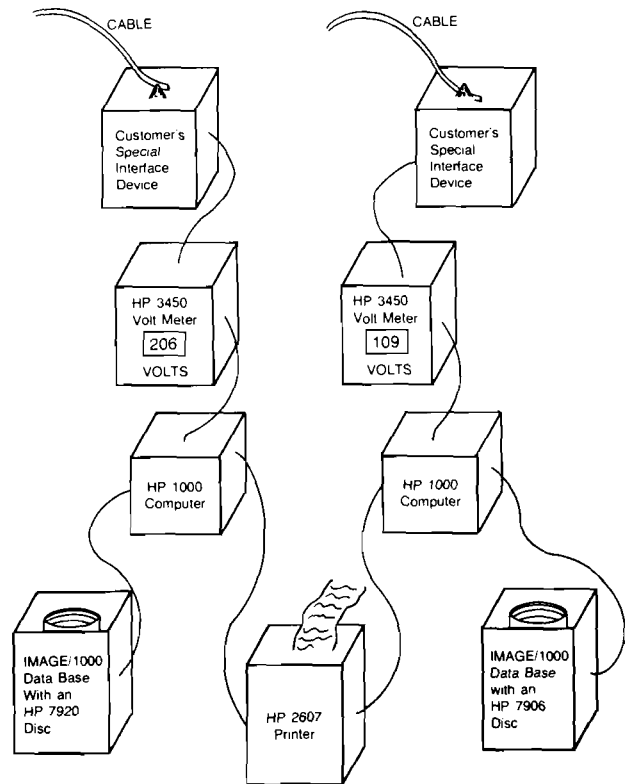 CABLE
CABLE
Customer's
Special
Interface
Device
Customer's
Special
Interface
Device
HP 3450
Volt Meter
206
VOLTS
HP 3450
Volt Meter
109
VOLTS
HP 1000
Computer
HP 1000
Computer
IMAGE/1000
Data Base
With an
HP 7920
Disc
HP 2607
Printer
IMAGE/1000
Data Base
with an
HP 7906
Disc